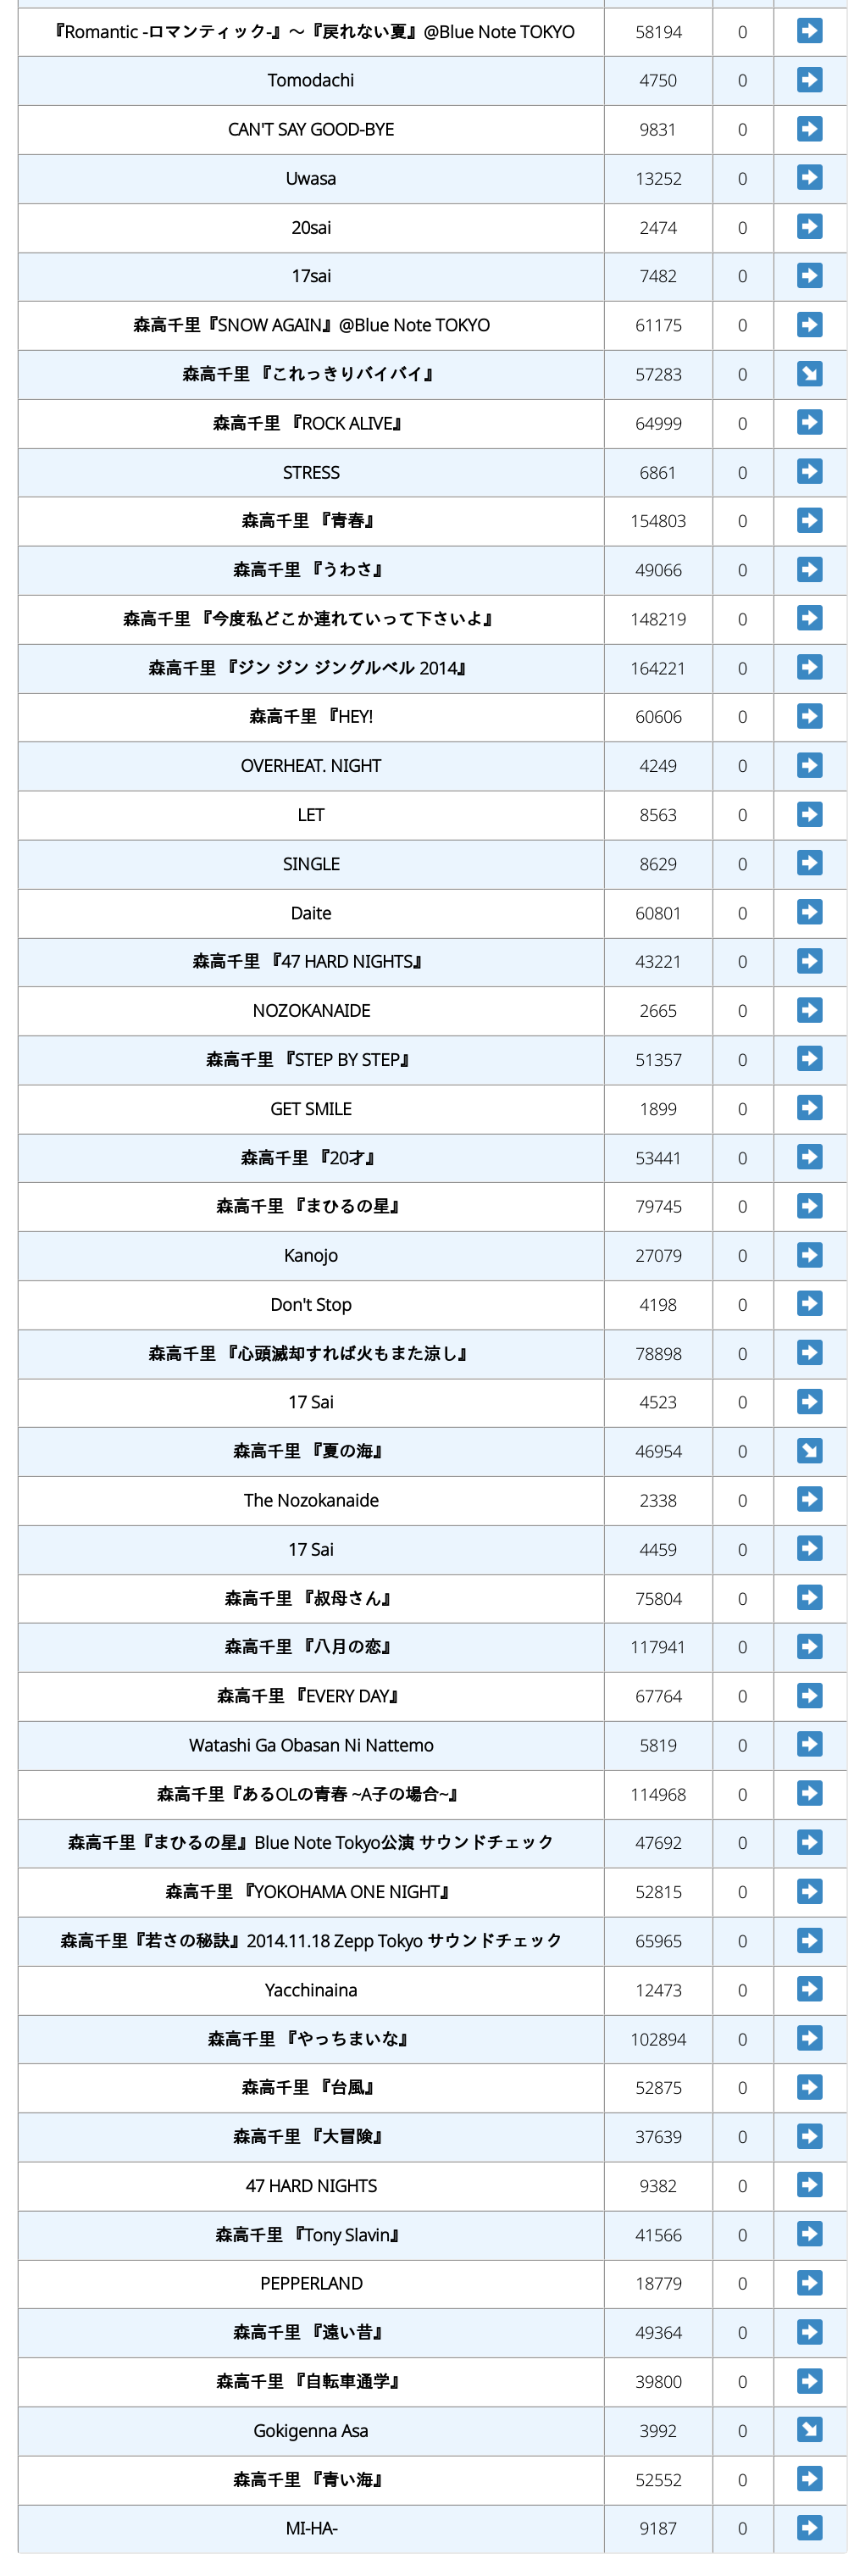 『Romantic -ロマンティック-』～『戻れない夏』@Blue Note TOKYO 58194 0
Tomodachi 4750 0
CAN'T SAY GOOD-BYE 9831 0
Uwasa 13252 0
20sai 2474 0
17sai 7482 0
森高千里『SNOW AGAIN』@Blue Note TOKYO 61175 0
森高千里 『これっきりバイバイ』 57283 0
森高千里 『ROCK ALIVE』 64999 0
STRESS 6861 0
森高千里 『青春』 154803 0
森高千里 『うわさ』 49066 0
森高千里 『今度私どこか連れていって下さいよ』 148219 0
森高千里 『ジン ジン ジングルベル 2014』 164221 0
森高千里 『HEY! 60606 0
OVERHEAT. NIGHT 4249 0
LET 8563 0
SINGLE 8629 0
Daite 60801 0
森高千里 『47 HARD NIGHTS』 43221 0
NOZOKANAIDE 2665 0
森高千里 『STEP BY STEP』 51357 0
GET SMILE 1899 0
森高千里 『20才』 53441 0
森高千里 『まひるの星』 79745 0
Kanojo 27079 0
Don't Stop 4198 0
森高千里 『心頭滅却すれば火もまた涼し』 78898 0
17 Sai 4523 0
森高千里 『夏の海』 46954 0
The Nozokanaide 2338 0
17 Sai 4459 0
森高千里 『叔母さん』 75804 0
森高千里 『八月の恋』 117941 0
森高千里 『EVERY DAY』 67764 0
Watashi Ga Obasan Ni Nattemo 5819 0
森高千里『あるOLの青春 ~A子の場合~』 114968 0
森高千里『まひるの星』Blue Note Tokyo公演 サウンドチェック 47692 0
森高千里 『YOKOHAMA ONE NIGHT』 52815 0
森高千里『若さの秘訣』2014.11.18 Zepp Tokyo サウンドチェック 65965 0
Yacchinaina 12473 0
森高千里 『やっちまいな』 102894 0
森高千里 『台風』 52875 0
森高千里 『大冒険』 37639 0
47 HARD NIGHTS 9382 0
森高千里 『Tony Slavin』 41566 0
PEPPERLAND 18779 0
森高千里 『遠い昔』 49364 0
森高千里 『自転車通学』 39800 0
Gokigenna Asa 3992 0
森高千里 『青い海』 52552 0
MI-HA- 9187 0